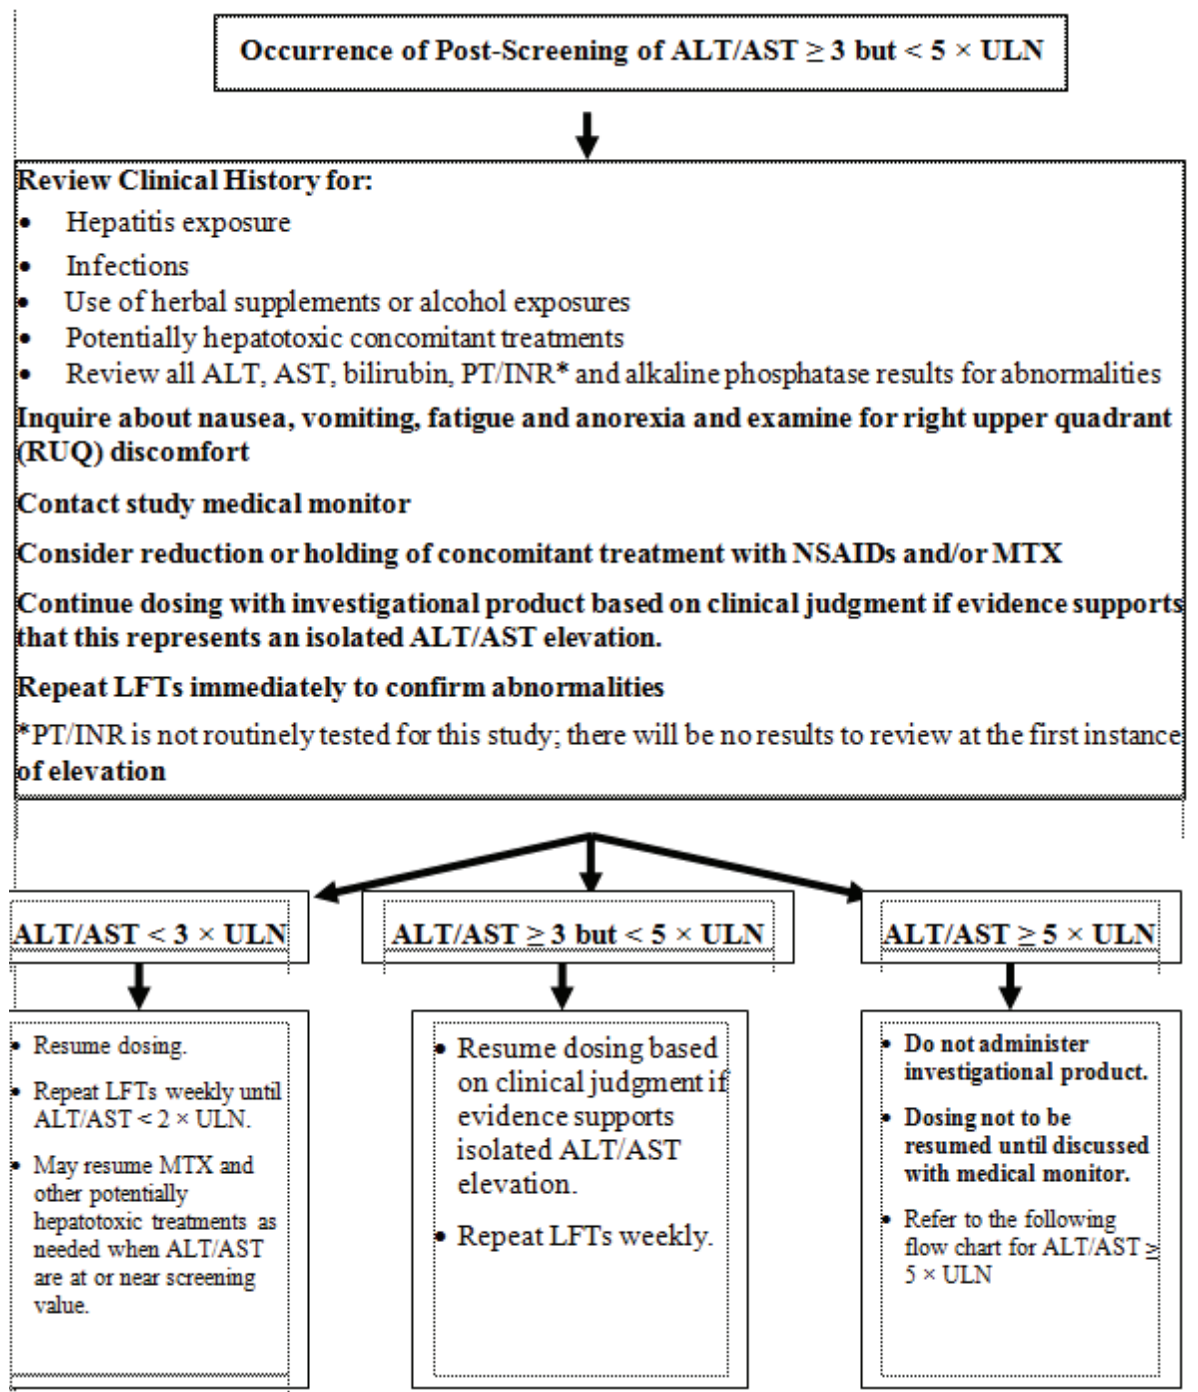 Occurrence of Post-Screening of ALT/AST ≥ 3 but < 5 × ULN
Review Clinical History for:
• Hepatitis exposure
• Infections
• Use of herbal supplements or alcohol exposures
• Potentially hepatotoxic concomitant treatments
• Review all ALT, AST, bilirubin, PT/INR* and alkaline phosphatase results for abnormalities
Inquire about nausea, vomiting, fatigue and anorexia and examine for right upper quadrant
(RUQ) discomfort
Contact study medical monitor
Consider reduction or holding of concomitant treatment with NSAIDs and/or MTX
Continue dosing with investigational product based on clinical judgment if evidence supports
that this represents an isolated ALT/AST elevation.
Repeat LFTs immediately to confirm abnormalities
*PT/INR is not routinely tested for this study; there will be no results to review at the first instance
of elevation
ALT/AST < 3 × ULN
• Resume dosing.
• Repeat LFTs weekly until
ALT/AST < 2 × ULN.
• May resume MTX and
other potentially
hepatotoxic treatments as
needed when ALT/AST
are at or near screening
value.
ALT/AST ≥ 3 but < 5 × ULN
• Resume dosing based
on clinical judgment if
evidence supports
isolated ALT/AST
elevation.
• Repeat LFTs weekly.
ALT/AST ≥ 5 × ULN
• Do not administer
investigational product.
• Dosing not to be
resumed until discussed
with medical monitor.
• Refer to the following
flow chart for ALT/AST ≥
5 × ULN